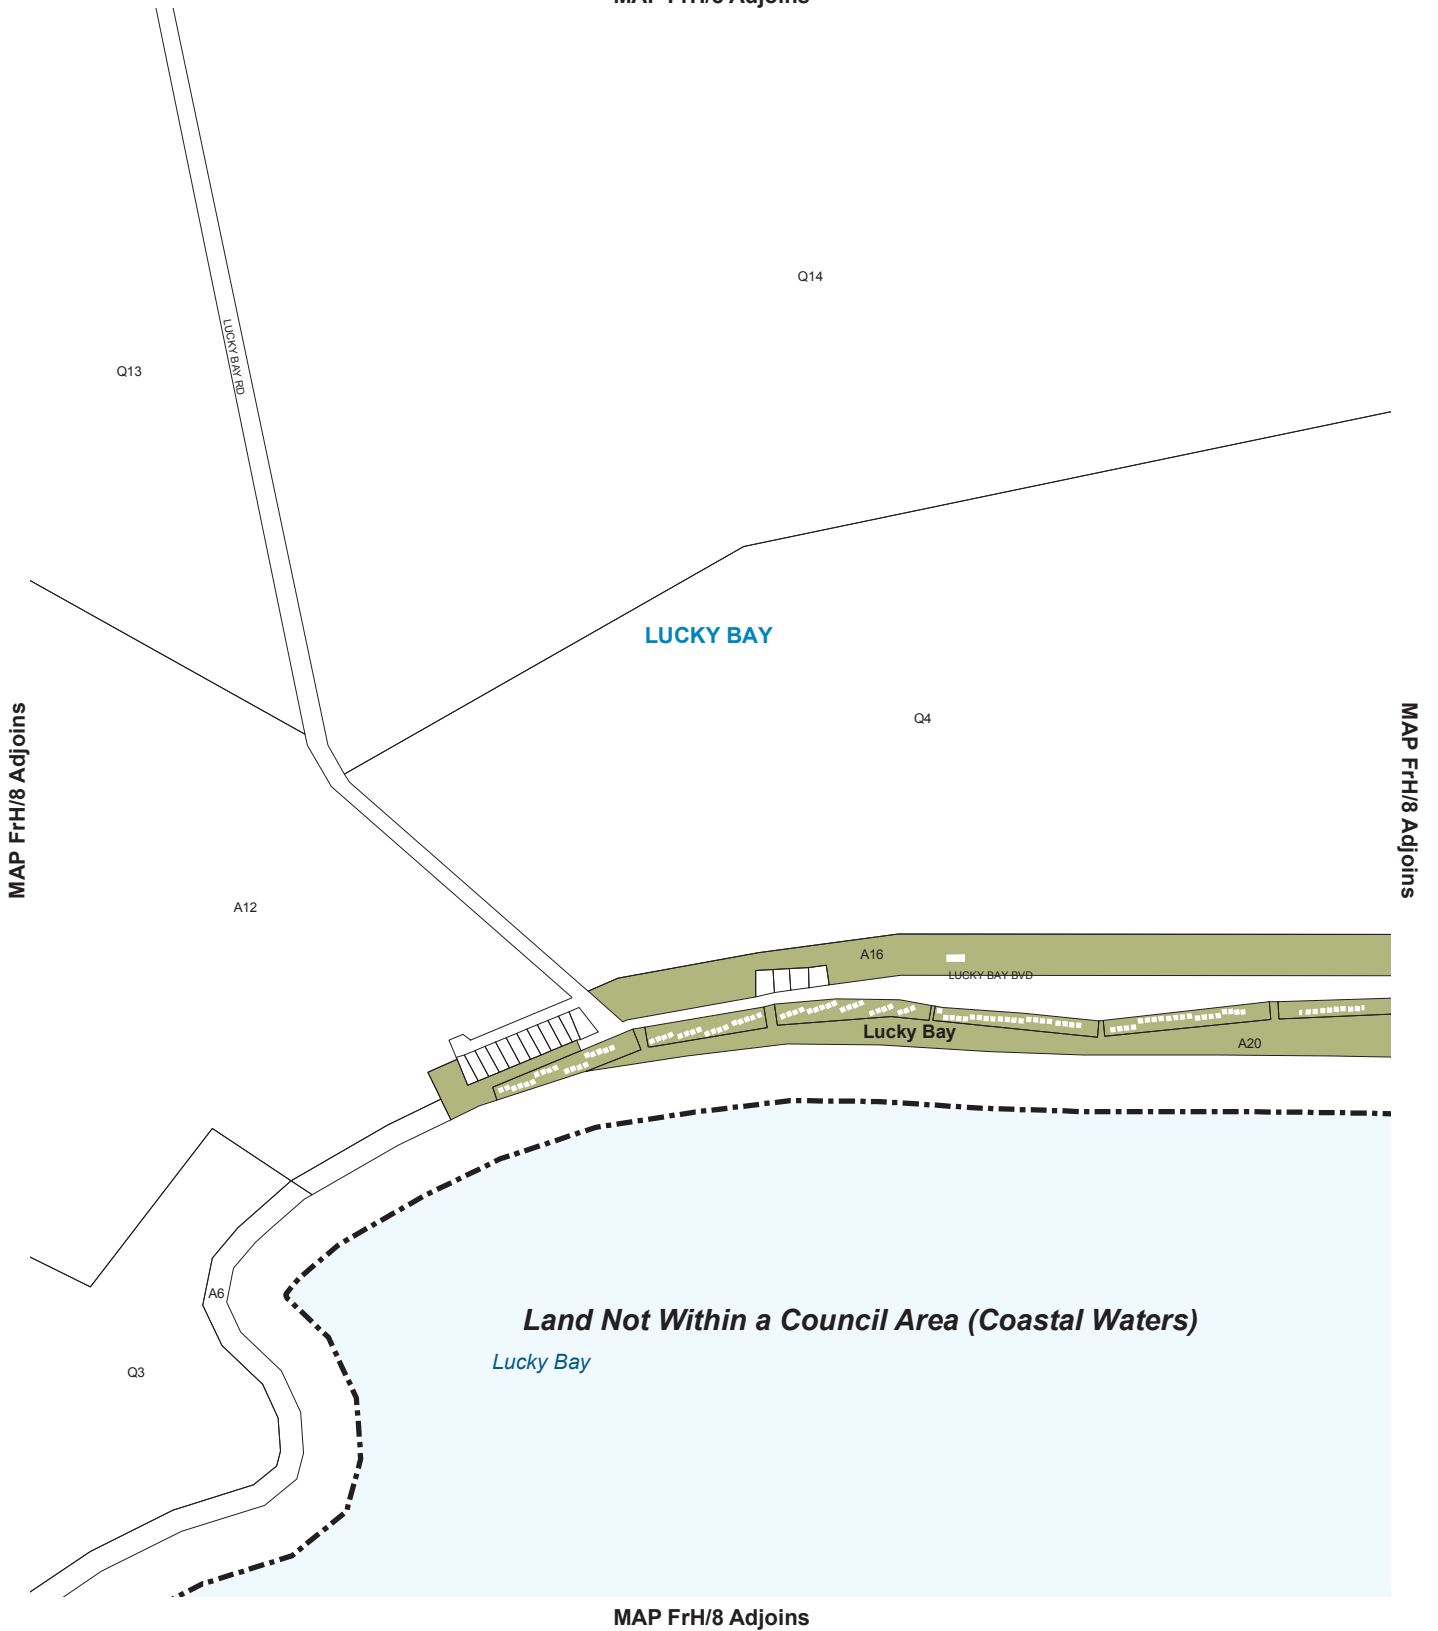 MAP FrH/8 Adjoins
Q14
LUCKY BAY RD
Q13
LUCKY BAY
MAP FrH/8 Adjoins
MAP FrH/8 Adjoins
Q4
A12
A16
LUCKY BAY BVD
Lucky Bay
A20
A6
Land Not Within a Council Area (Coastal Waters)
Lucky Bay
Q3
MAP FrH/8 Adjoins